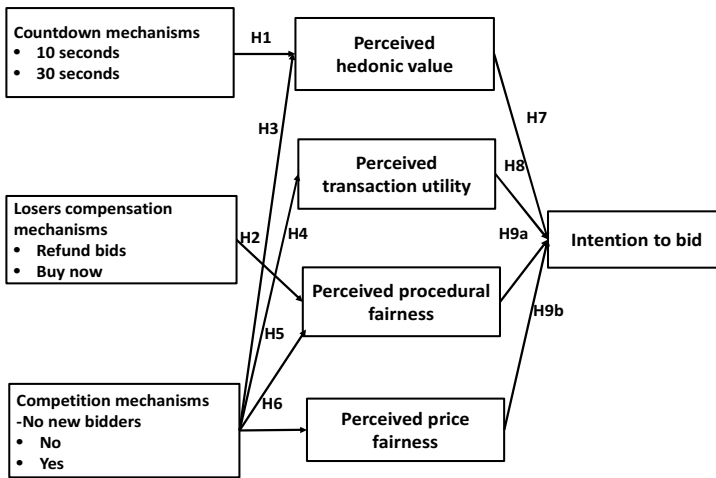 Countdown mechanisms
• 10 seconds
• 30 seconds
H1
Perceived
hedonic value
H3
H7
Perceived
transaction utility
H8
Losers compensation
mechanisms
• Refund bids
• Buy now
H2
H4
H9a
Intention to bid
Perceived procedural
fairness
H5
H9b
Competition mechanisms
-No new bidders
• No
• Yes
H6
Perceived price
fairness